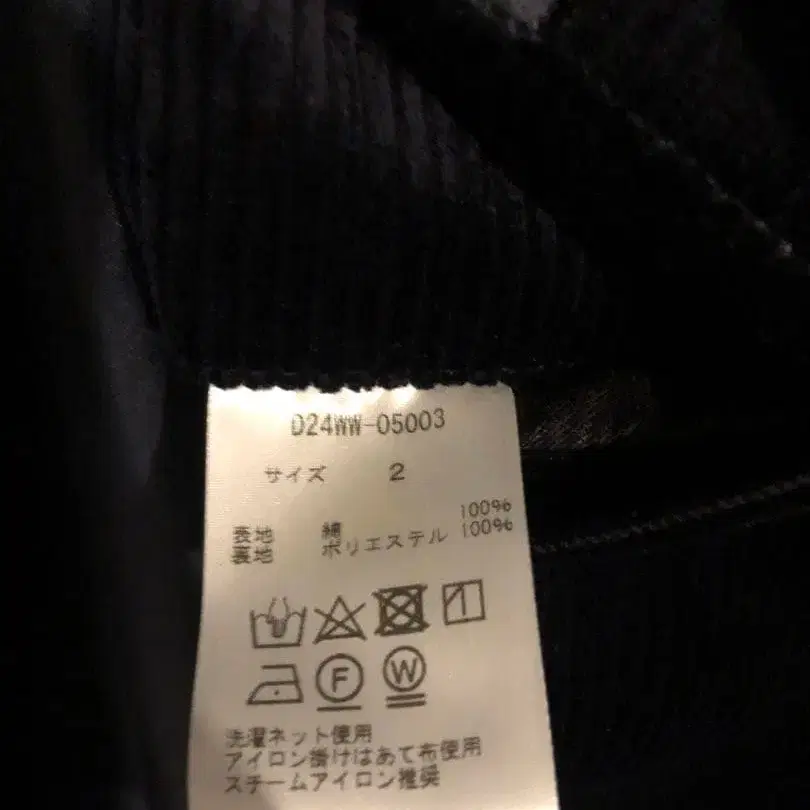 D24WW-05003
サイズ 2
表地 綿 100%
裏地 ポリエステル 100%
F W
洗濯ネット使用
アイロン掛けはあて布使用
スチームアイロン推奨